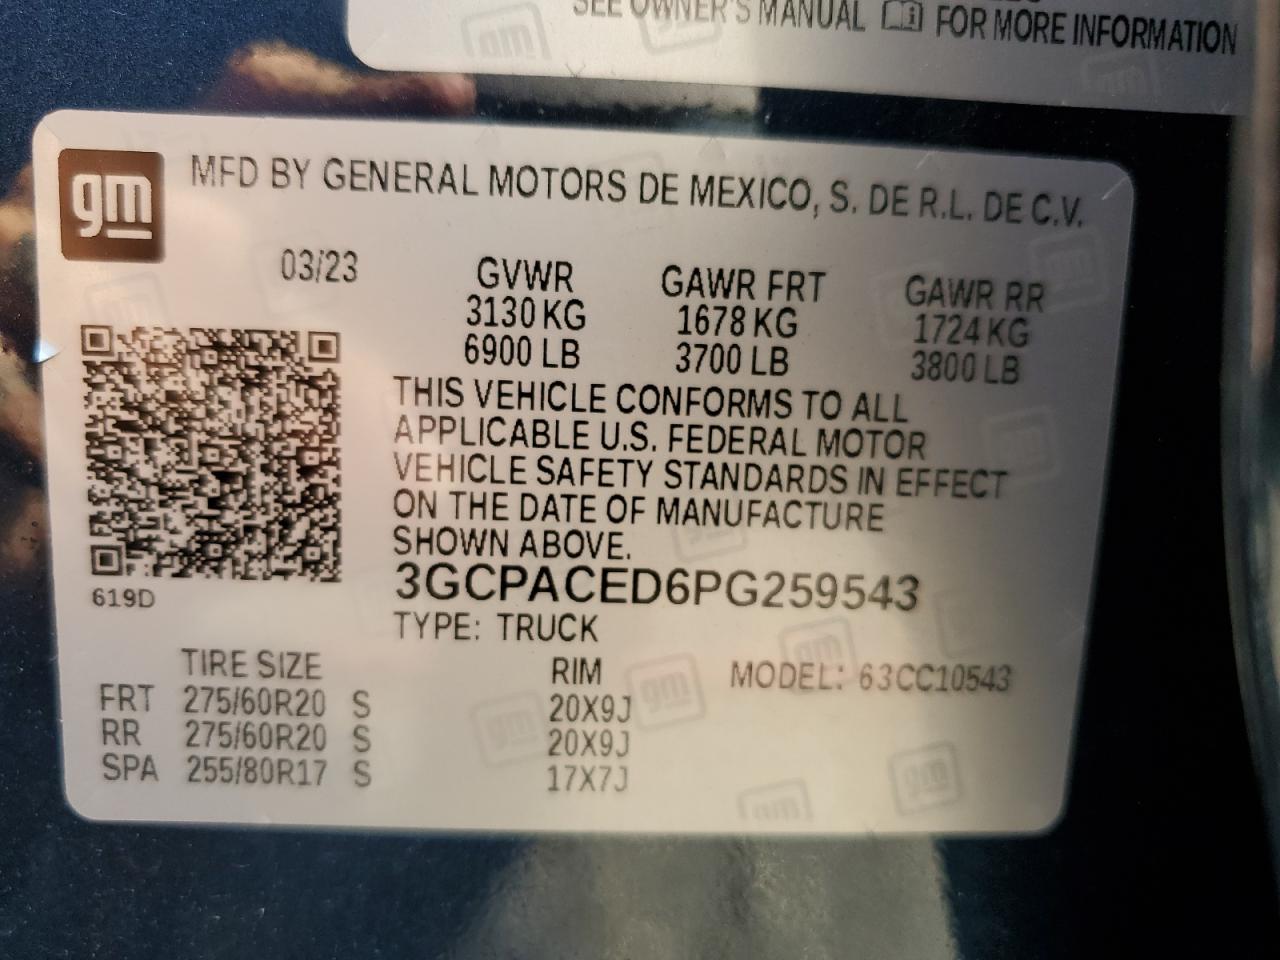 SEE OWNER'S MANUAL FOR MORE INFORMATION
gm
MFD BY GENERAL MOTORS DE MEXICO, S. DE R.L. DE C.V.
03/23 GVWR GAWR FRT GAWR RR
3130 KG 1678 KG 1724 KG
6900 LB 3700 LB 3800 LB
THIS VEHICLE CONFORMS TO ALL
APPLICABLE U.S. FEDERAL MOTOR
VEHICLE SAFETY STANDARDS IN EFFECT
ON THE DATE OF MANUFACTURE
SHOWN ABOVE.
3GCPACED6PG259543
619D
TYPE: TRUCK
TIRE SIZE RIM MODEL: 63CC10543
FRT 275/60R20 S 20X9J
RR 275/60R20 S 20X9J
SPA 255/80R17 S 17X7J